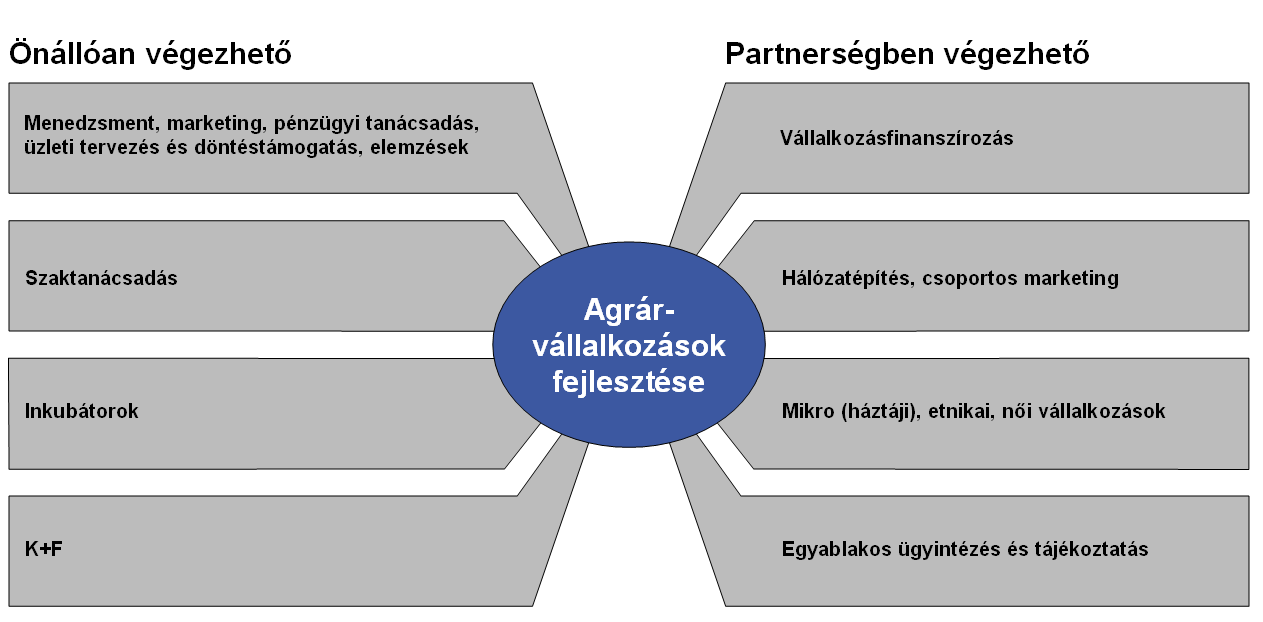 Önállóan végezhető
Menedzsment, marketing, pénzügyi tanácsadás,
üzleti tervezés és döntéstámogatás, elemzések
Szaktanácsadás
Inkubátorok
K+F
Agrár-
vállalkozások
fejlesztése
Partnerségben végezhető
Vállalkozásfinanszírozás
Hálózatépítés, csoportos marketing
Mikro (háztáji), etnikai, női vállalkozások
Egyablakos ügyintézés és tájékoztatás